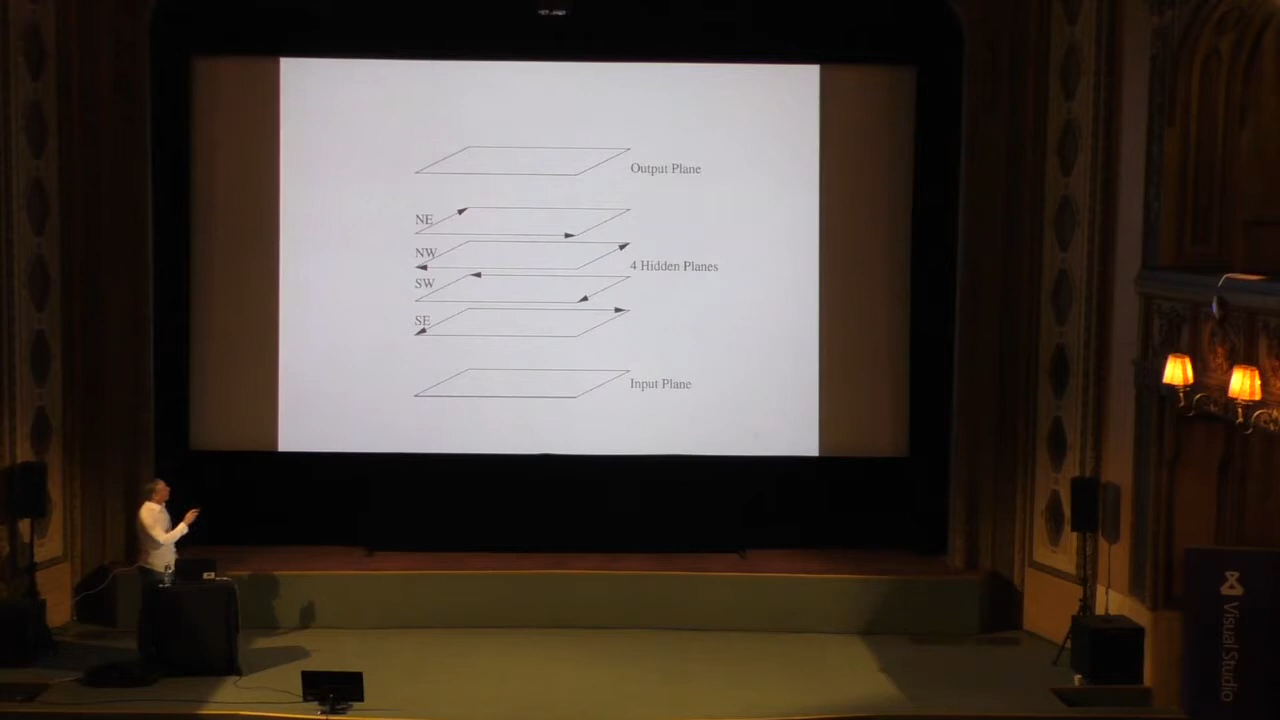 Output Plane
NE
NW
4 Hidden Planes
SW
SE
Input Plane
Visual Studio